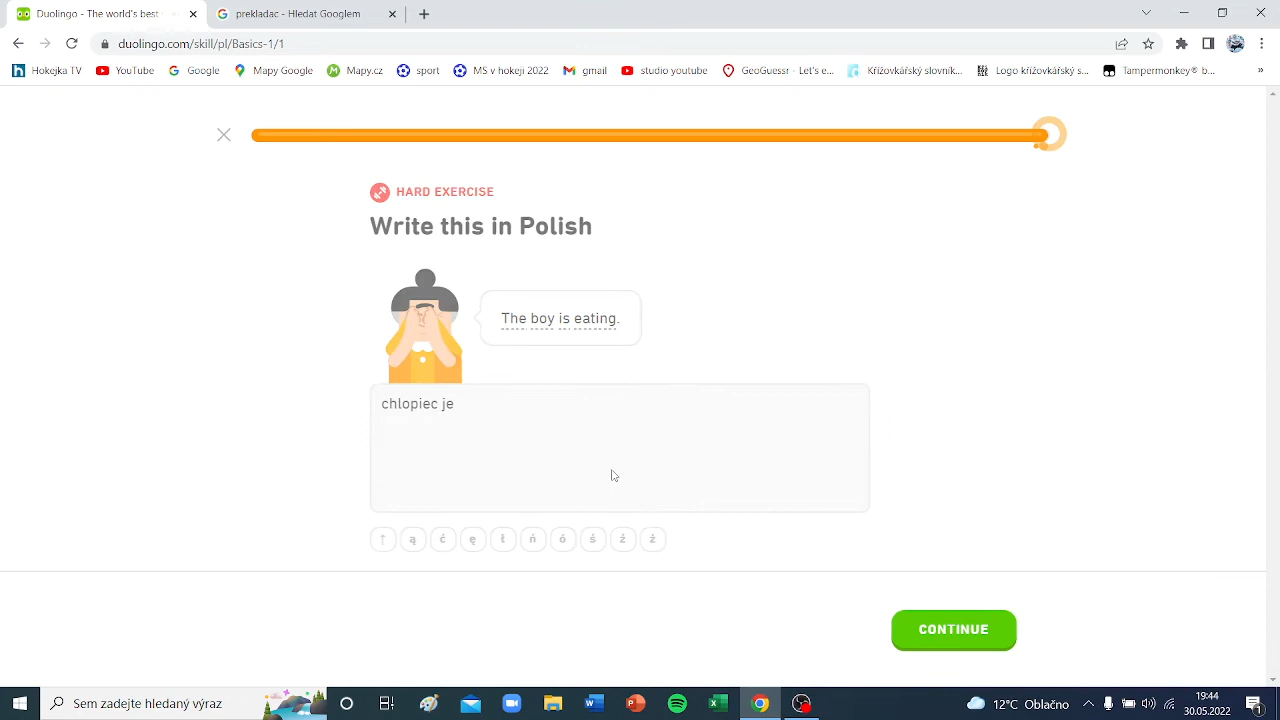 Duolingo - The world's best
prekladac - Hledat Googlem
duolingo.com/skill/pl/Basics-1/1
Hokejka TV
YouTube
Google
Mapy Google
Mapy.cz
sport
MS v hokeji 2022
gmail
studio youtube
GeoGuessr - Let's e...
Křížovkářský slovník...
Logo křížovkářský s...
Tampermonkey® b...
»
HARD EXERCISE
Write this in Polish
The boy is eating.
chlopiec je
↑ ą ć ę ł ń ó ś ź ż
CONTINUE
Sem zadejte hledaný výraz
12°C Oblačno
19:44
30.05.2022